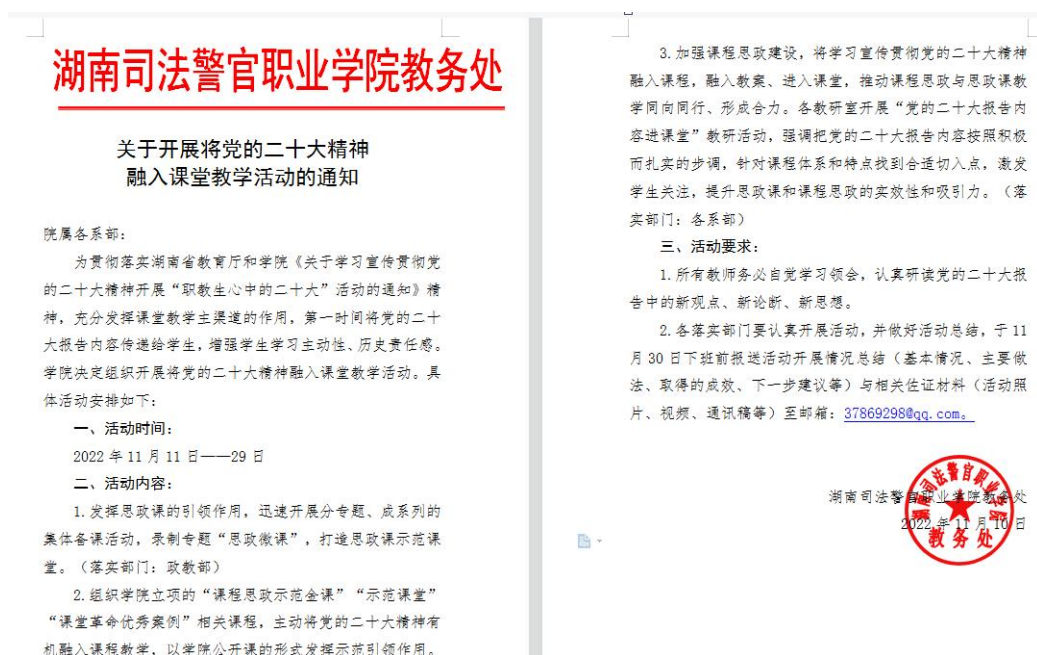 湖南司法警官职业学院教务处
关于开展将党的二十大精神
融入课堂教学活动的通知
院属各系部：
为贯彻落实湖南省教育厅和学院《关于学习宣传贯彻党
的二十大精神开展“职教生心中的二十大”活动的通知》精
神，充分发挥课堂教学主渠道的作用，第一时间将党的二十
大报告内容传递给学生，增强学生学习主动性、历史责任感。
学院决定组织开展将党的二十大精神融入课堂教学活动。具
体活动安排如下：
一、活动时间：
2022 年 11 月 11 日——29 日
二、活动内容：
1.发挥思政课的引领作用，迅速开展分专题、成系列的
集体备课活动，录制专题“思政微课”，打造思政课示范课
堂。（落实部门：政教部）
2.组织学院立项的“课程思政示范金课”“示范课堂”
“课堂革命优秀案例”相关课程，主动将党的二十大精神有
机融入课程教学，以学院公开课的形式发挥示范引领作用。
3.加强课程思政建设，将学习宣传贯彻党的二十大精神
融入课程，融入教案、进入课堂，推动课程思政与思政课教
学同向同行、形成合力。各教研室开展“党的二十大报告内
容进课堂”教研活动，强调把党的二十大报告内容按照积极
而扎实的步调，针对课程体系和特点找到合适切入点，激发
学生关注，提升思政课和课程思政的实效性和吸引力。（落
实部门：各系部）
三、活动要求：
1.所有教师务必自觉学习领会，认真研读党的二十大报
告中的新观点、新论断、新思想。
2.各落实部门要认真开展活动，并做好活动总结，于 11
月 30 日下班前报送活动开展情况总结（基本情况、主要做
法、取得的成效、下一步建议等）与相关佐证材料（活动照
片、视频、通讯稿等）至邮箱：37869298@qq.com。
湖南司法警官职业学院教务处
2022 年 11 月 10 日
湖南司法警官职业学院
教务处